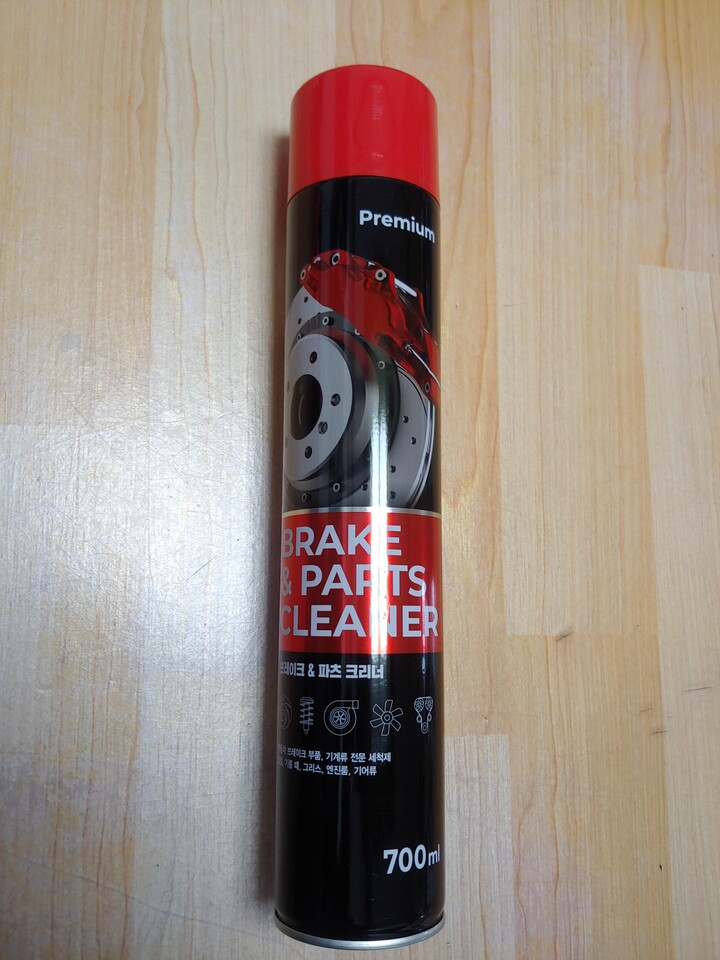 Premium
BRAKE
& PARTS
CLEANER
브레이크 & 파츠 크리너
브레이크 부품, 기계류 전문 세척제
기름 때, 그리스, 엔진룸, 기어류
700ml